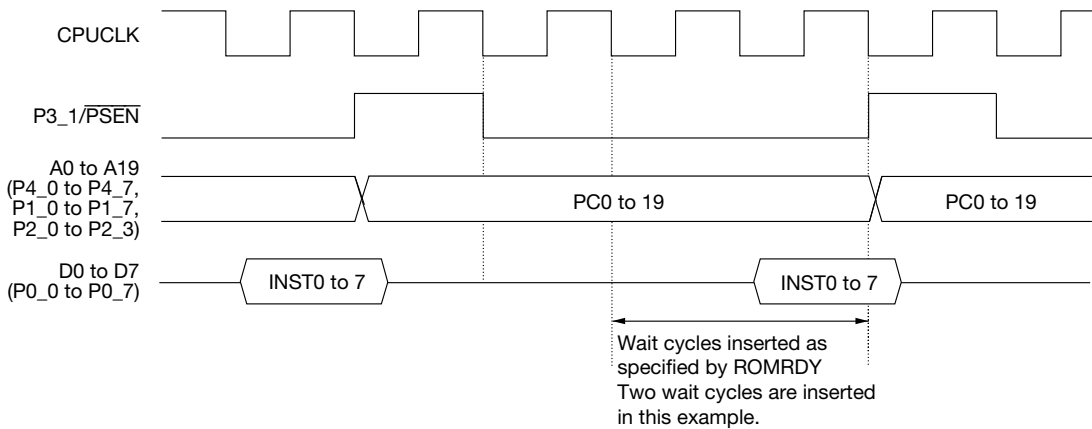 CPUCLK
P3_1/PSEN
A0 to A19
(P4_0 to P4_7,
P1_0 to P1_7,
P2_0 to P2_3)
PC0 to 19
PC0 to 19
D0 to D7
(P0_0 to P0_7)
INST0 to 7
INST0 to 7
Wait cycles inserted as
specified by ROMRDY
Two wait cycles are inserted
in this example.